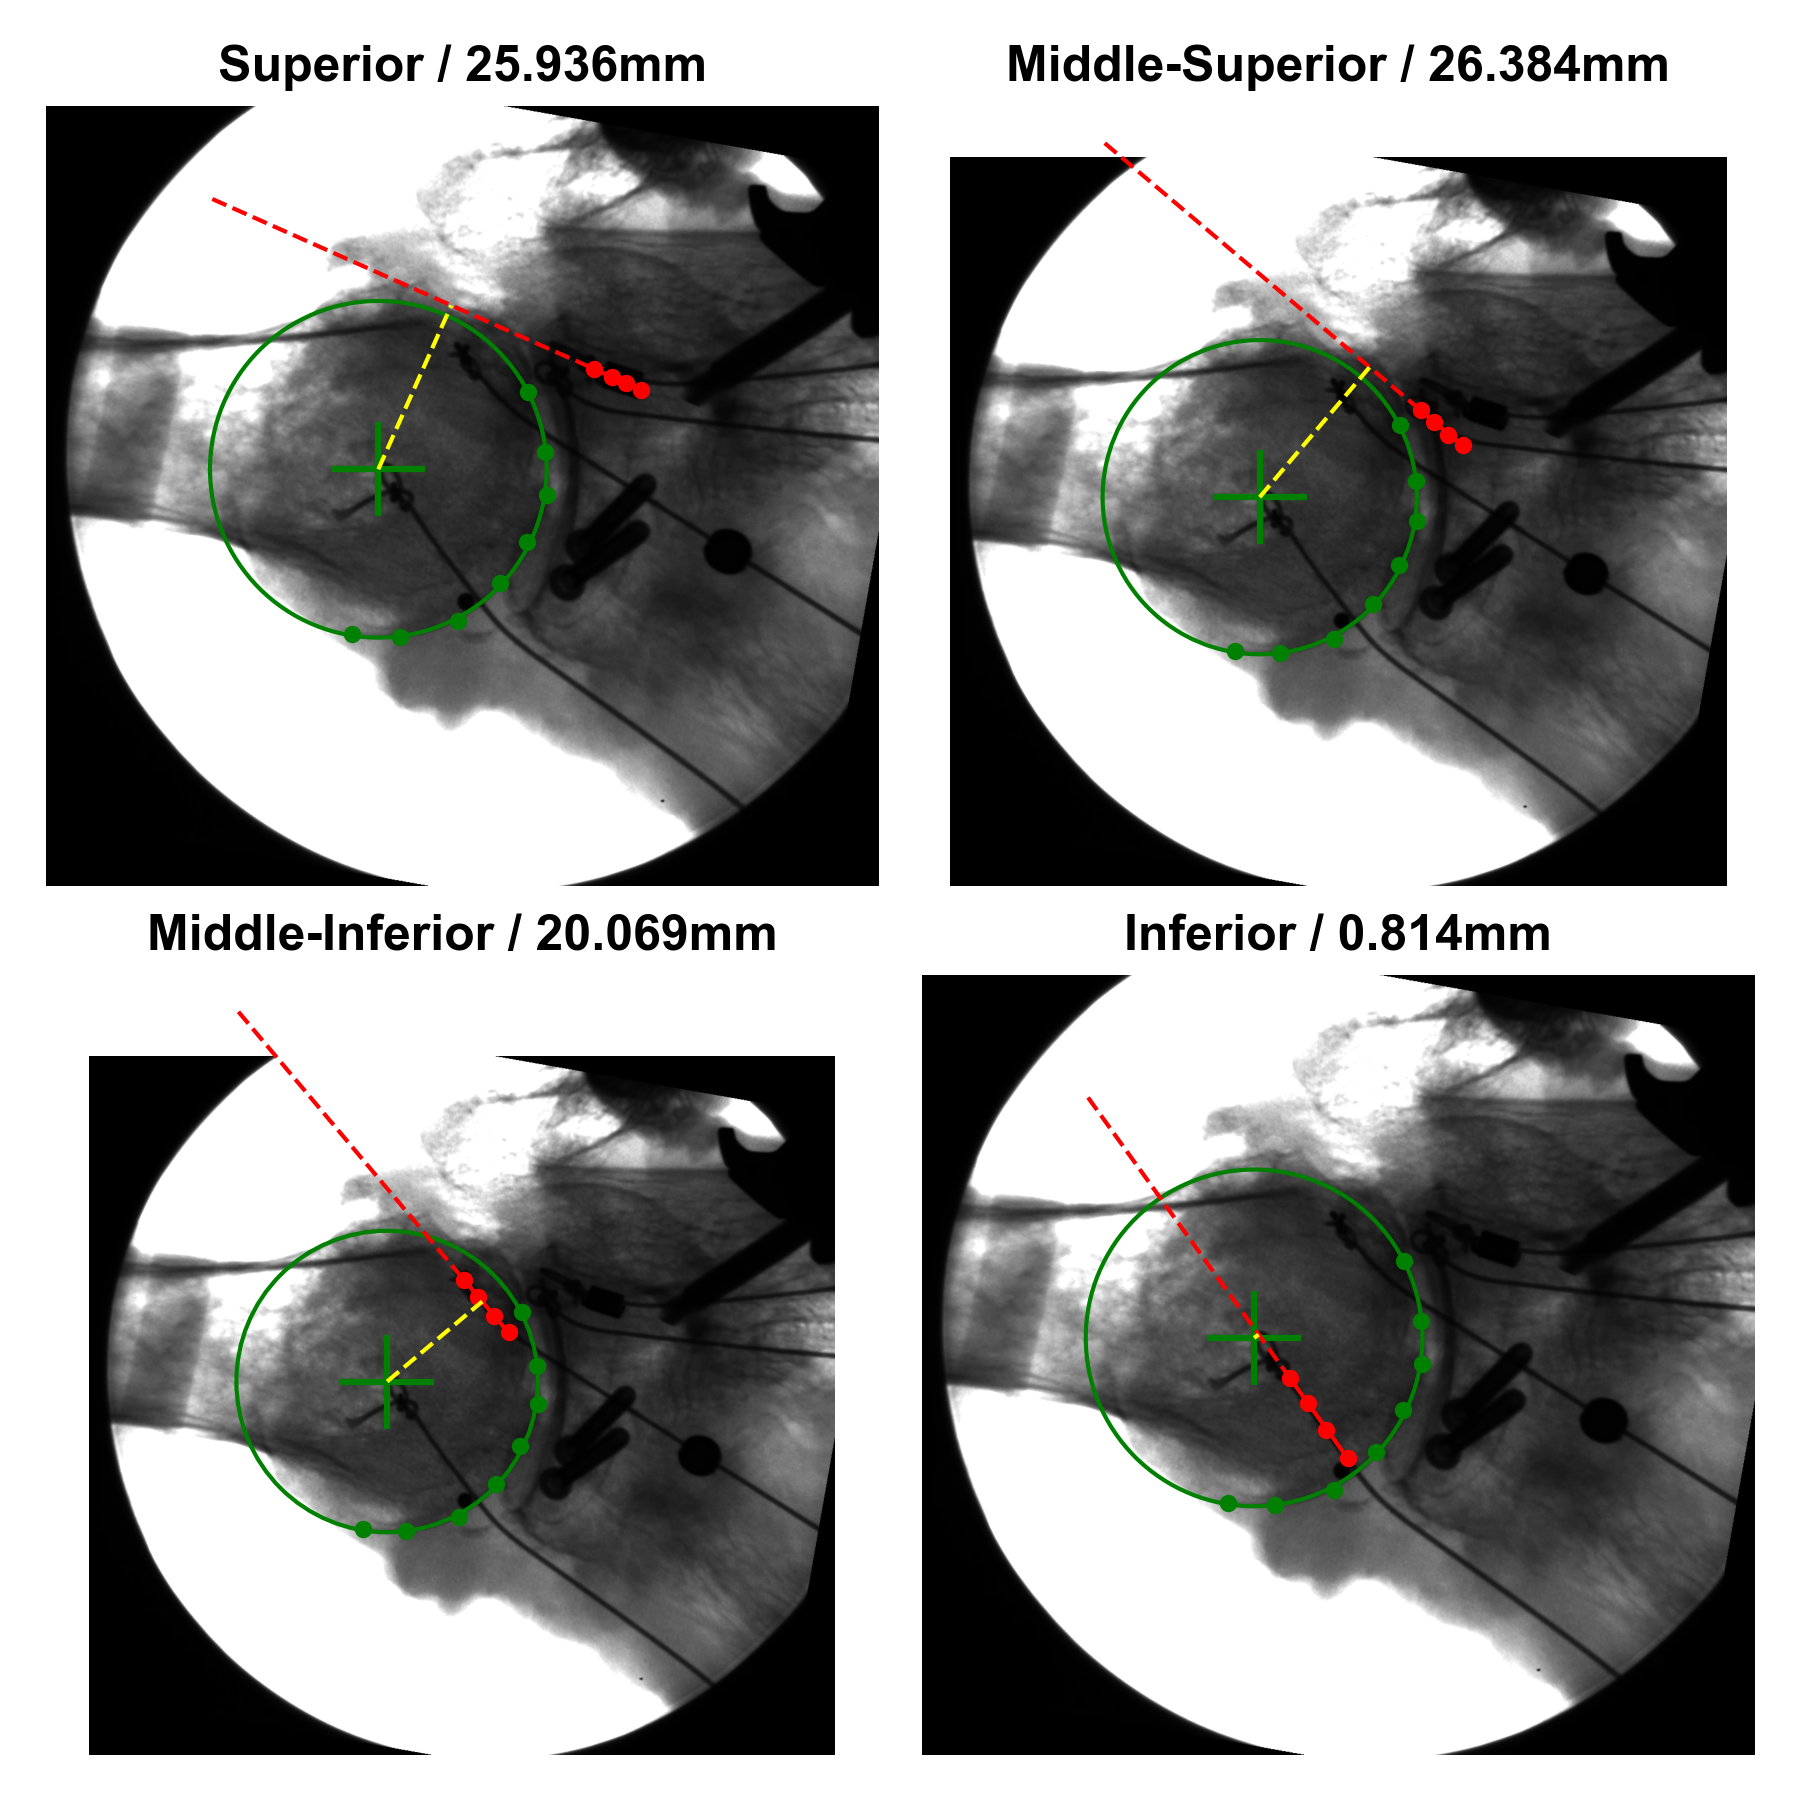 Superior / 25.936mm
Middle-Superior / 26.384mm
Middle-Inferior / 20.069mm
Inferior / 0.814mm